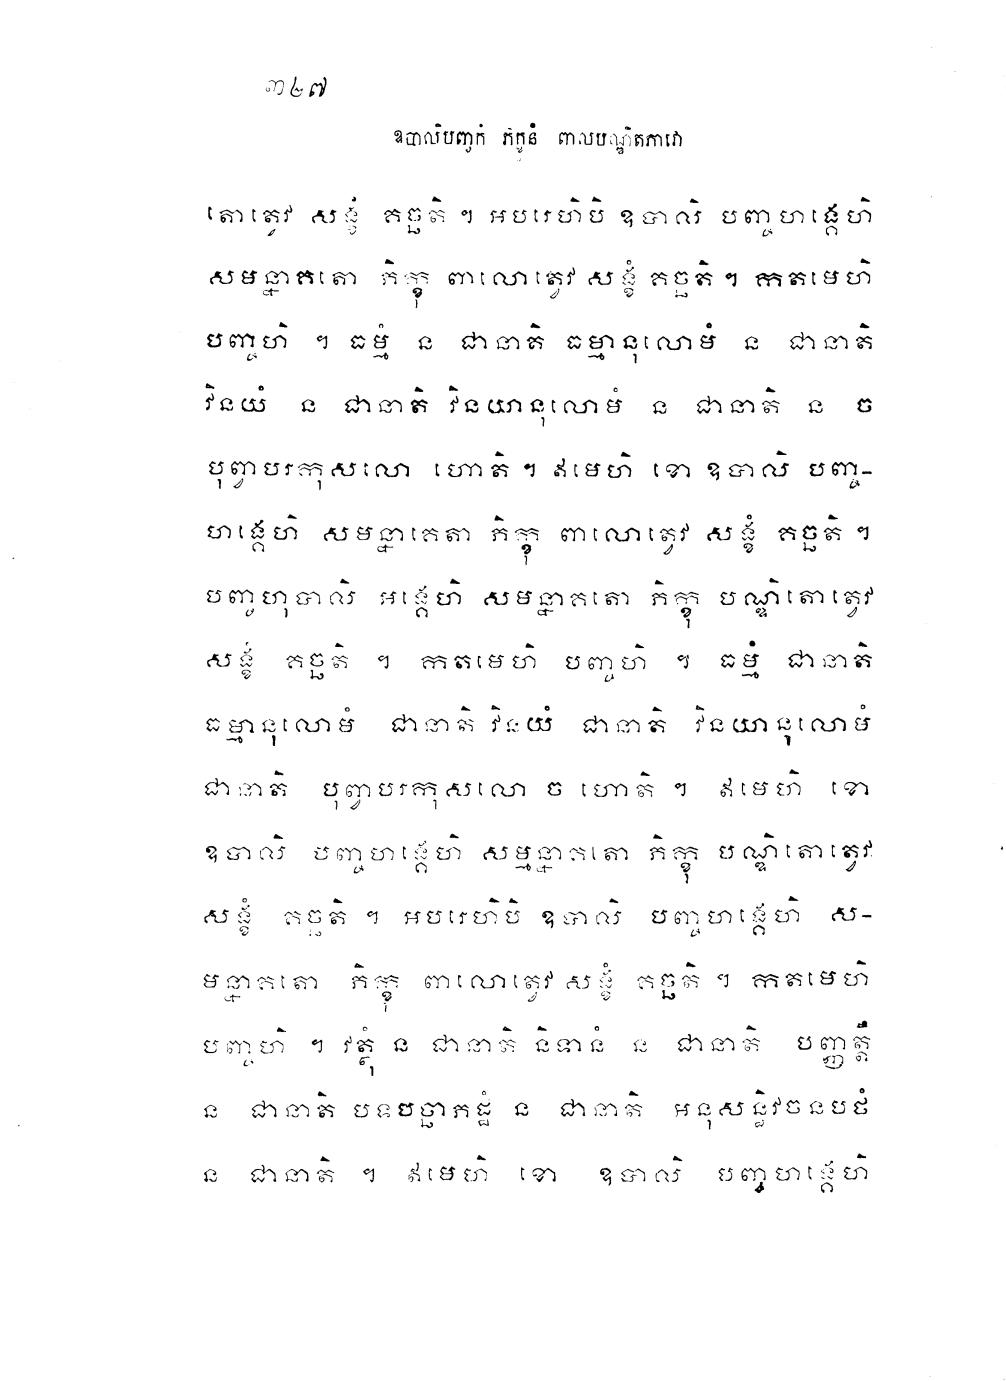 ៣៤៧
ឧបាលិបញ្ចកំ ភិក្ខូនំ ពាលបណ្ឌិតភាវោ
តោត្វេវ សង្ខំ គច្ឆតិ ។ អបរេហិបិ ឧបាលិ បញ្ចហង្គេហិ
សមន្នាគតោ ភិក្ខុ ពាលោត្វេវ សង្ខំ គច្ឆតិ ។ កតមេហិ
បញ្ចហិ ។ ធម្មំ ន ជានាតិ ធម្មានុលោមំ ន ជានាតិ
វិនយំ ន ជានាតិ វិនយានុលោមំ ន ជានាតិ ន ច
បុព្វាបរកុសលោ ហោតិ ។ ឥមេហិ ខោ ឧបាលិ បញ្ច-
ហង្គេហិ សមន្នាគតោ ភិក្ខុ ពាលោត្វេវ សង្ខំ គច្ឆតិ ។
បញ្ចហុបាលិ អង្គេហិ សមន្នាគតោ ភិក្ខុ បណ្ឌិតោត្វេវ
សង្ខំ គច្ឆតិ ។ កតមេហិ បញ្ចហិ ។ ធម្មំ ជានាតិ
ធម្មានុលោមំ ជានាតិ វិនយំ ជានាតិ វិនយានុលោមំ
ជានាតិ បុព្វាបរកុសលោ ច ហោតិ ។ ឥមេហិ ខោ
ឧបាលិ បញ្ចហង្គេហិ សម្មន្នាគតោ ភិក្ខុ បណ្ឌិតោត្វេវ
សង្ខំ គច្ឆតិ ។ អបរេហិបិ ឧបាលិ បញ្ចហង្គេហិ ស-
មន្នាគតោ ភិក្ខុ ពាលោត្វេវ សង្ខំ គច្ឆតិ ។ កតមេហិ
បញ្ចហិ ។ វត្ថុំ ន ជានាតិ និទានំ ន ជានាតិ បញ្ញត្តឹ
ន ជានាតិ បទបច្ឆាភដ្ឋំ ន ជានាតិ អនុសន្ធិវចនបថំ
ន ជានាតិ ។ ឥមេហិ ខោ ឧបាលិ បញ្ចហង្គេហិ